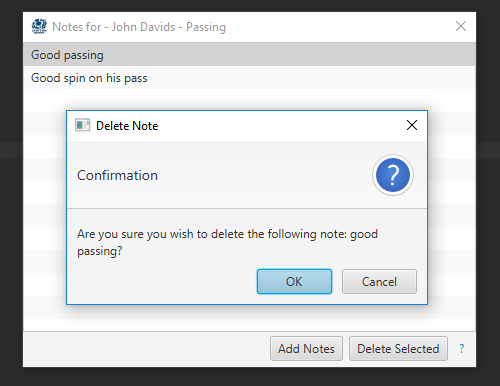 Notes for - John Davids - Passing
Good passing
Good spin on his pass
Delete Note
Confirmation
?
Are you sure you wish to delete the following note: good
passing?
OK Cancel
Add Notes Delete Selected ?